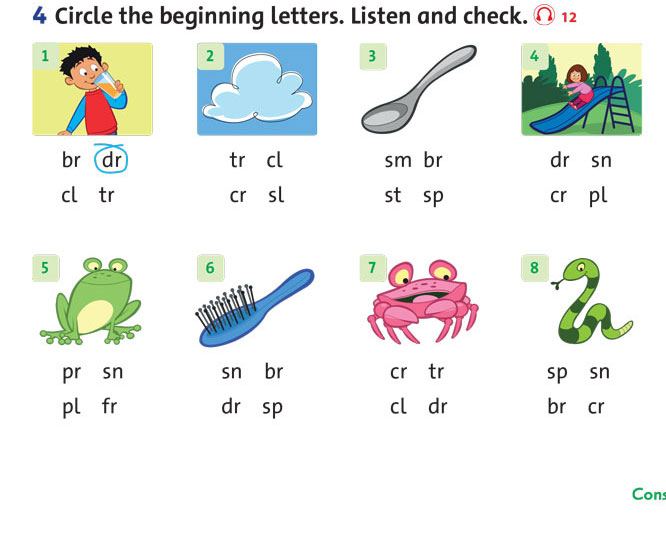 4 Circle the beginning letters. Listen and check. 12
1 2 3 4
br dr tr cl sm br dr sn
cl tr cr sl st sp cr pl
5 6 7 8
pr sn sn br cr tr sp sn
pl fr dr sp cl dr br cr
Cons